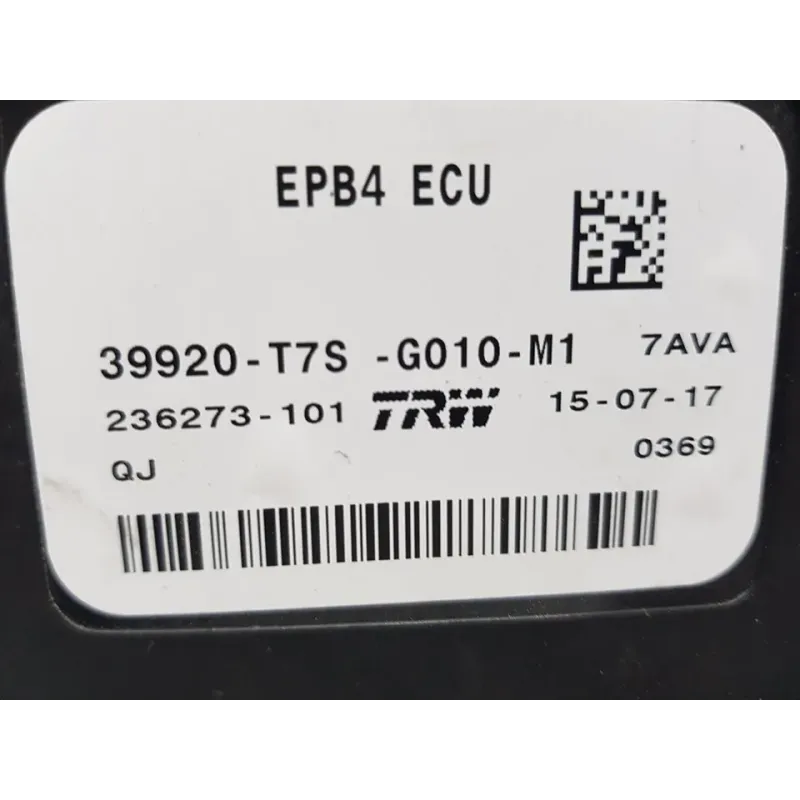 EPB4 ECU
39920-T7S -G010-M1 7AVA
236273-101 TRW 15-07-17
QJ 0369